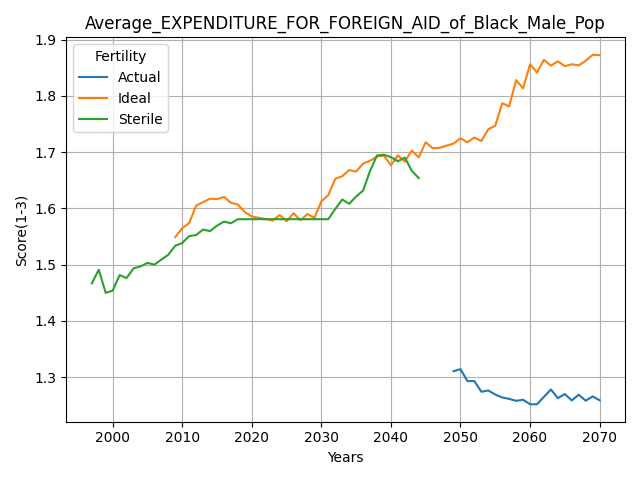 Average_EXPENDITURE_FOR_FOREIGN_AID_of_Black_Male_Pop
Fertility
Actual
Ideal
Sterile
Score(1-3)
1.9
1.8
1.7
1.6
1.5
1.4
1.3
2000 2010 2020 2030 2040 2050 2060 2070
Years